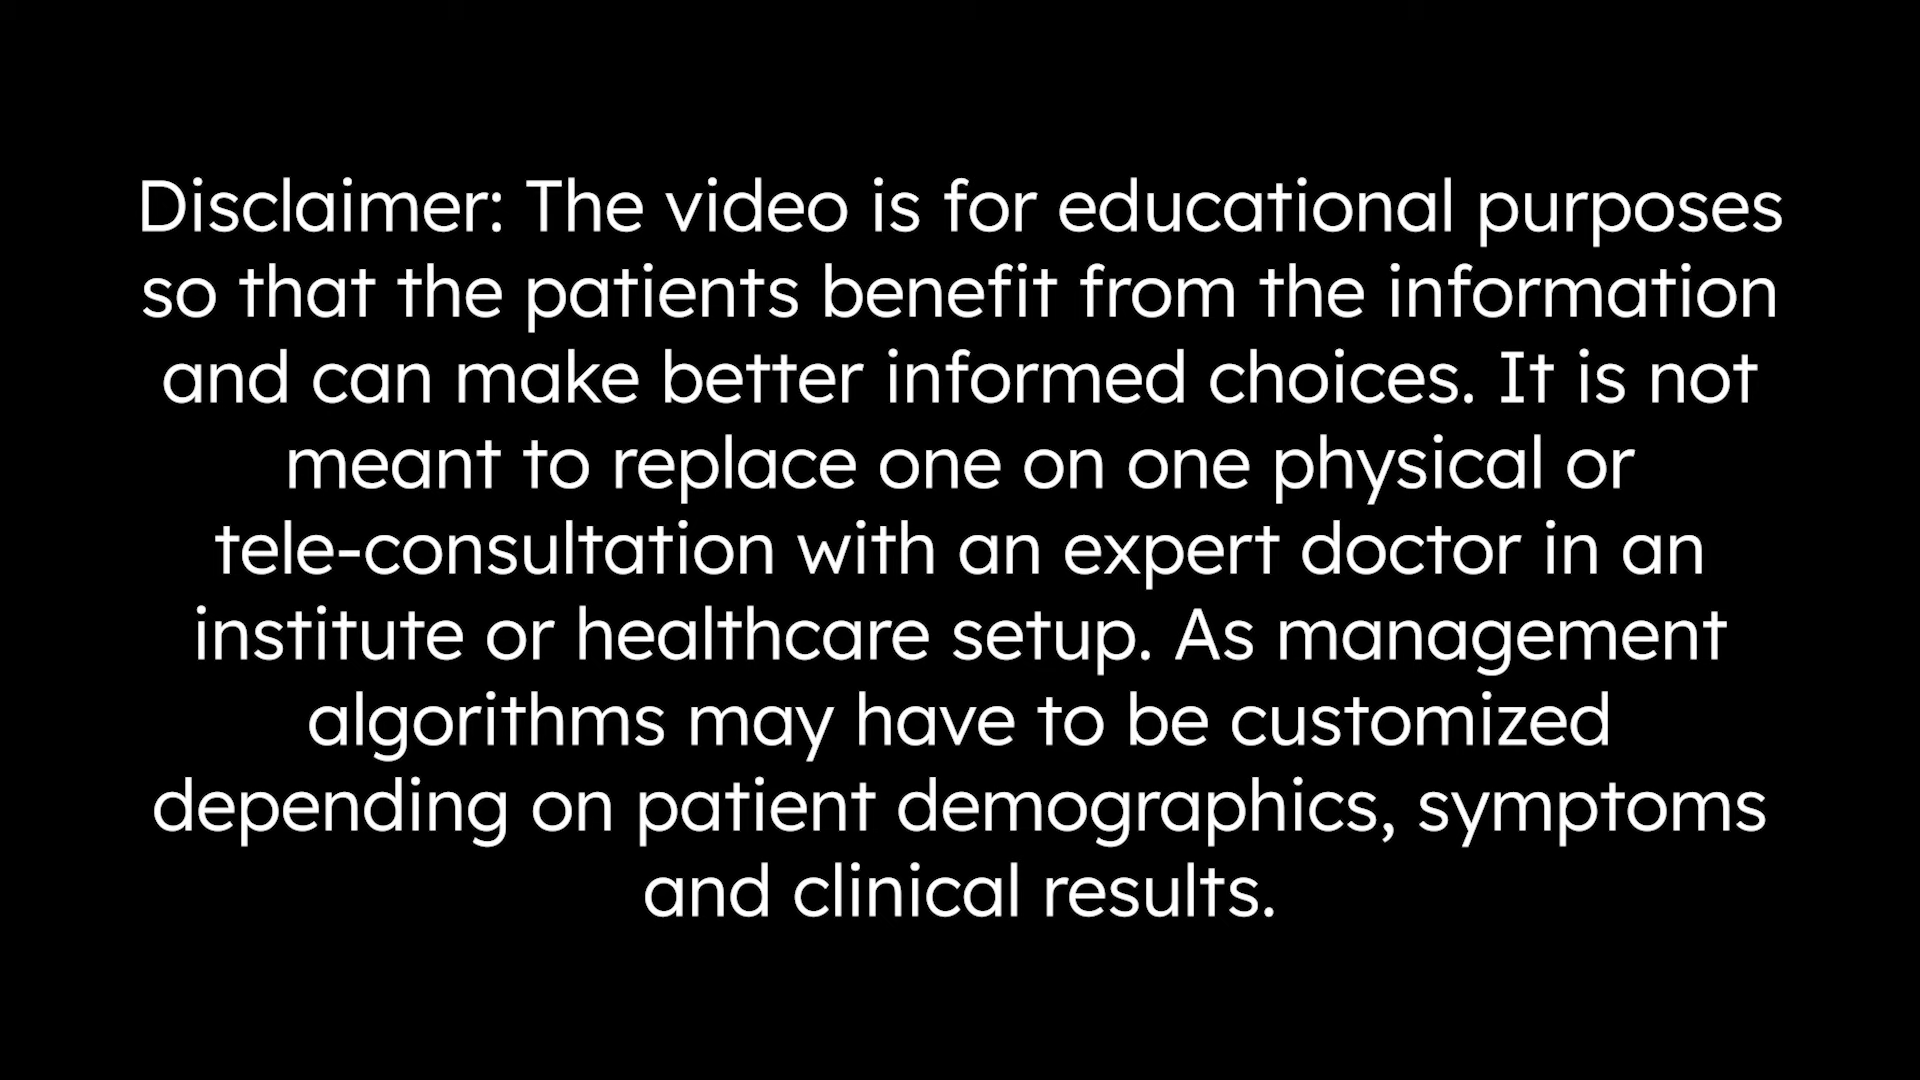 Disclaimer: The video is for educational purposes
so that the patients benefit from the information
and can make better informed choices. It is not
meant to replace one on one physical or
tele-consultation with an expert doctor in an
institute or healthcare setup. As management
algorithms may have to be customized
depending on patient demographics, symptoms
and clinical results.